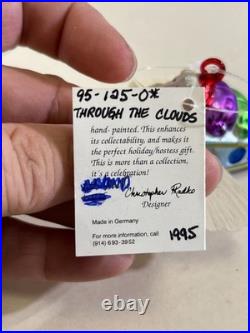 95-125-0*
THROUGH THE CLOUDS
hand- painted. This enhances
its collectability, and makes it
the perfect holiday/hostess gift.
This is more than a collection,
it's a celebration!
Christopher Radko
Designer
Made in Germany
For more information, call
(914) 693-3952
1995